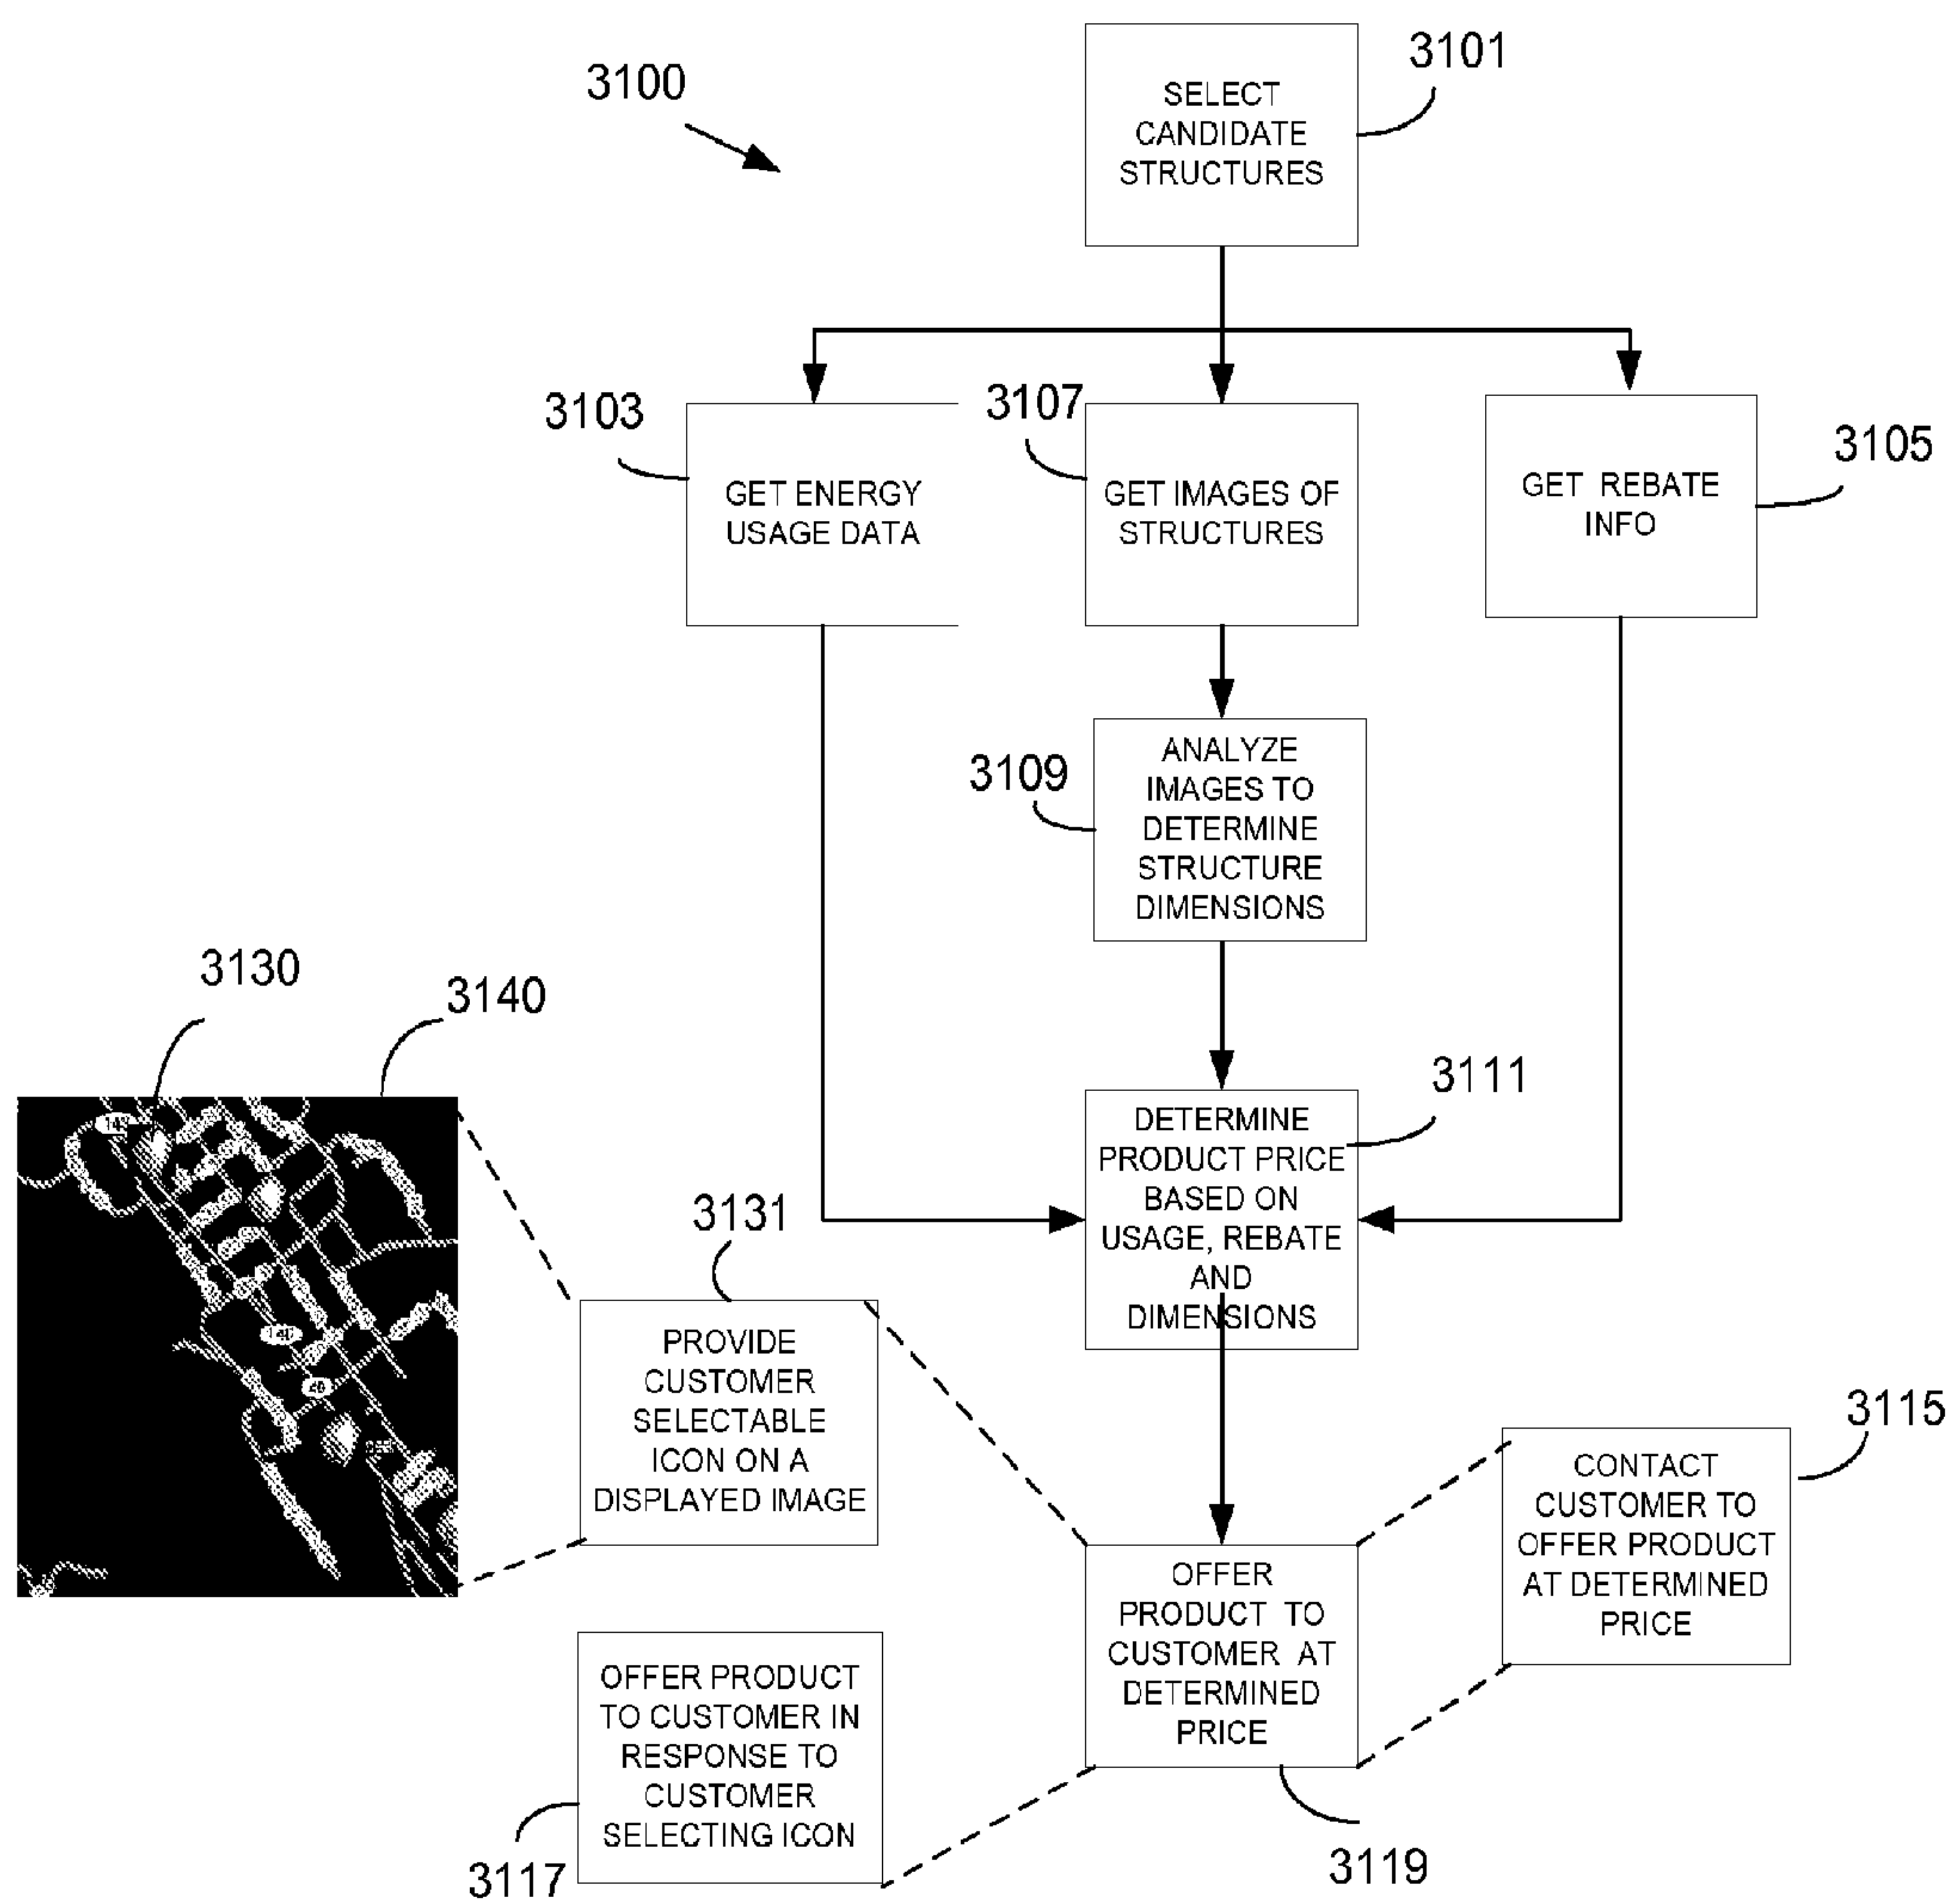 3100
3101
SELECT
CANDIDATE
STRUCTURES
3103
GET ENERGY
USAGE DATA
3107
GET IMAGES OF
STRUCTURES
3105
GET REBATE
INFO
3109
ANALYZE
IMAGES TO
DETERMINE
STRUCTURE
DIMENSIONS
3111
DETERMINE
PRODUCT PRICE
BASED ON
USAGE, REBATE
AND
DIMENSIONS
3130
3140
3131
PROVIDE
CUSTOMER
SELECTABLE
ICON ON A
DISPLAYED IMAGE
3115
CONTACT
CUSTOMER TO
OFFER PRODUCT
AT DETERMINED
PRICE
OFFER
PRODUCT TO
CUSTOMER AT
DETERMINED
PRICE
3119
OFFER PRODUCT
TO CUSTOMER IN
RESPONSE TO
CUSTOMER
SELECTING ICON
3117